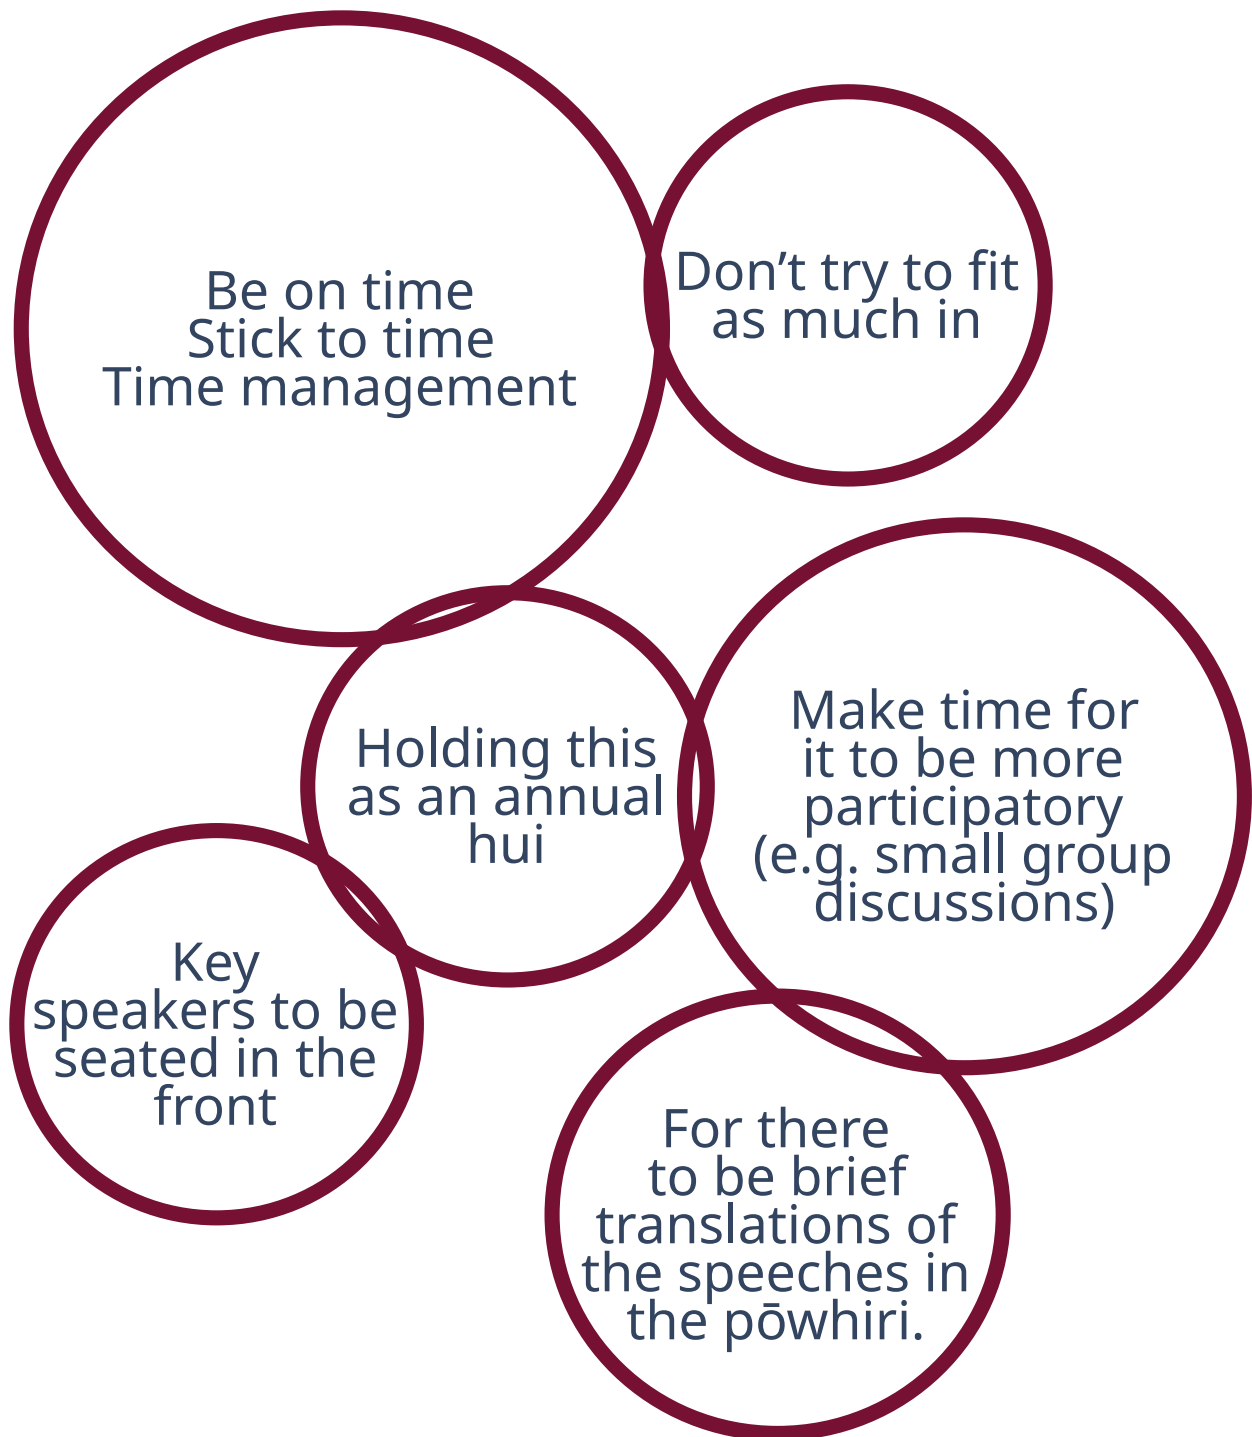 Be on time
Stick to time
Time management
Don’t try to fit
as much in
Holding this
as an annual
hui
Make time for
it to be more
participatory
(e.g. small group
discussions)
Key
speakers to be
seated in the
front
For there
to be brief
translations of
the speeches in
the pōwhiri.